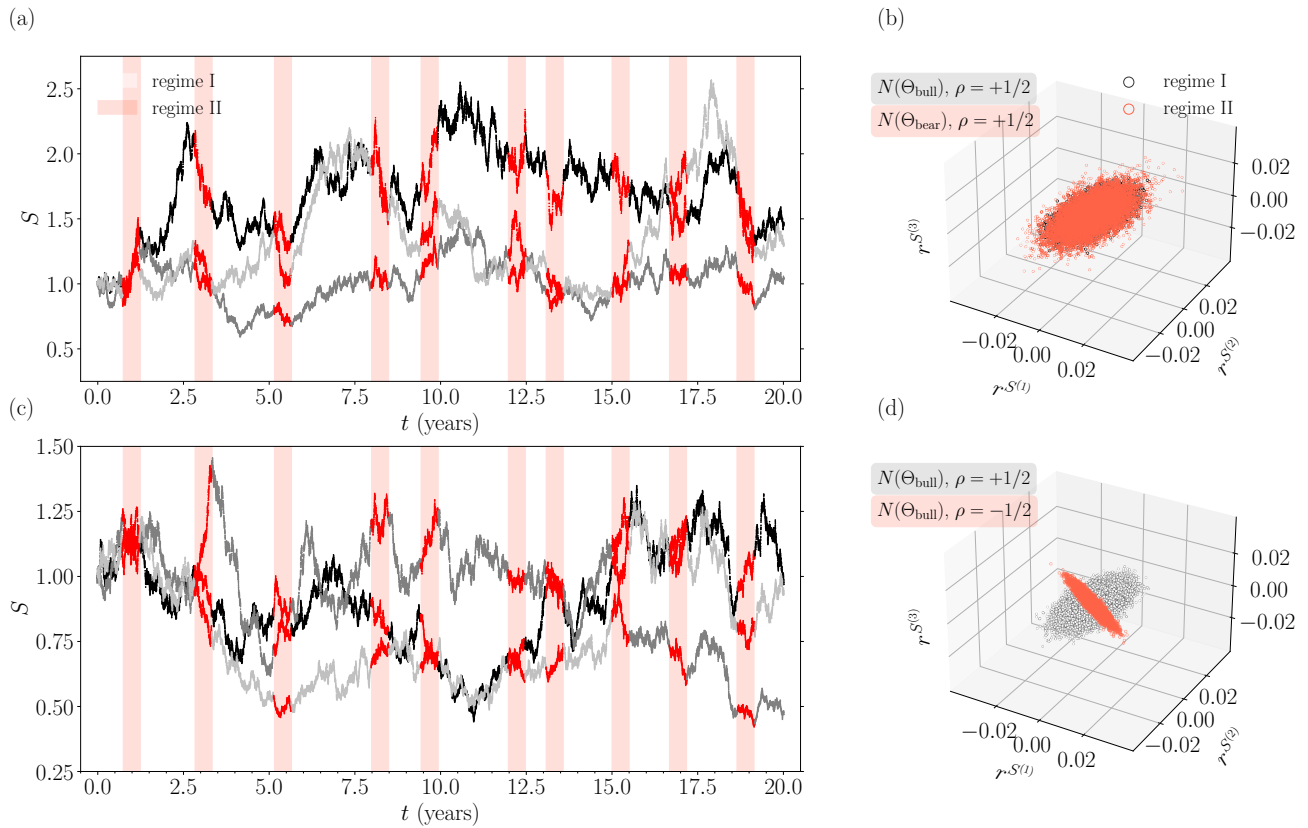 (a)
regime I
regime II
2.5
2.0
1.5
1.0
0.5
S
0.0 2.5 5.0 7.5 10.0 12.5 15.0 17.5 20.0
t (years)
(b)
N(Θ_bull), ρ = +1/2
N(Θ_bear), ρ = +1/2
regime I
regime II
0.02
0.00
−0.02
r^{S^{(3)}}
0.02
0.00
−0.02
r^{S^{(2)}}
−0.02
0.00
0.02
r^{S^{(1)}}
(c)
1.50
1.25
1.00
0.75
0.50
0.25
S
0.0 2.5 5.0 7.5 10.0 12.5 15.0 17.5 20.0
t (years)
(d)
N(Θ_bull), ρ = +1/2
N(Θ_bull), ρ = −1/2
0.02
0.00
−0.02
r^{S^{(3)}}
0.02
0.00
−0.02
r^{S^{(2)}}
−0.02
0.00
0.02
r^{S^{(1)}}